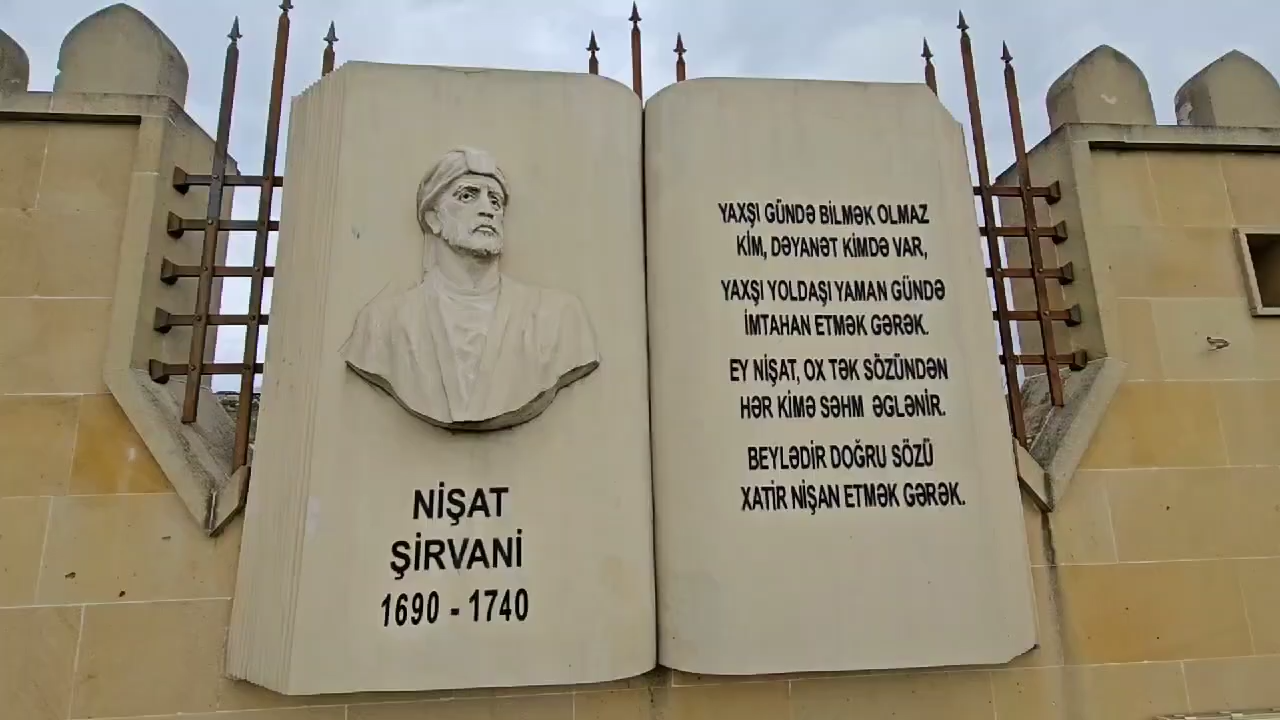 NİŞAT
ŞİRVANİ
1690 - 1740
YAXŞI GÜNDƏ BİLMƏK OLMAZ
KİM, DƏYANƏT KİMDƏ VAR,
YAXŞI YOLDAŞI YAMAN GÜNDƏ
İMTAHAN ETMƏK GƏRƏK.
EY NİŞAT, OX TƏK SÖZÜNDƏN
HƏR KİMƏ SƏHM ƏGLƏNİR.
BEYLƏDİR DOĞRU SÖZÜ
XATİR NİŞAN ETMƏK GƏRƏK.